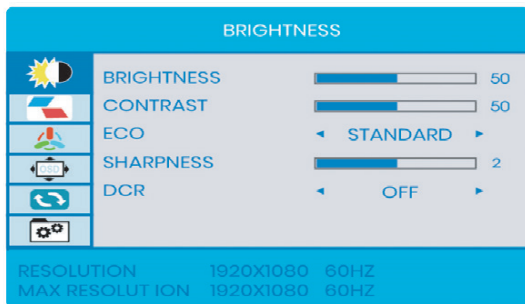 BRIGHTNESS
BRIGHTNESS 50
CONTRAST 50
ECO STANDARD
SHARPNESS 2
DCR OFF
OSD
RESOLUTION 1920X1080 60HZ
MAX RESOLUT ION 1920X1080 60HZ